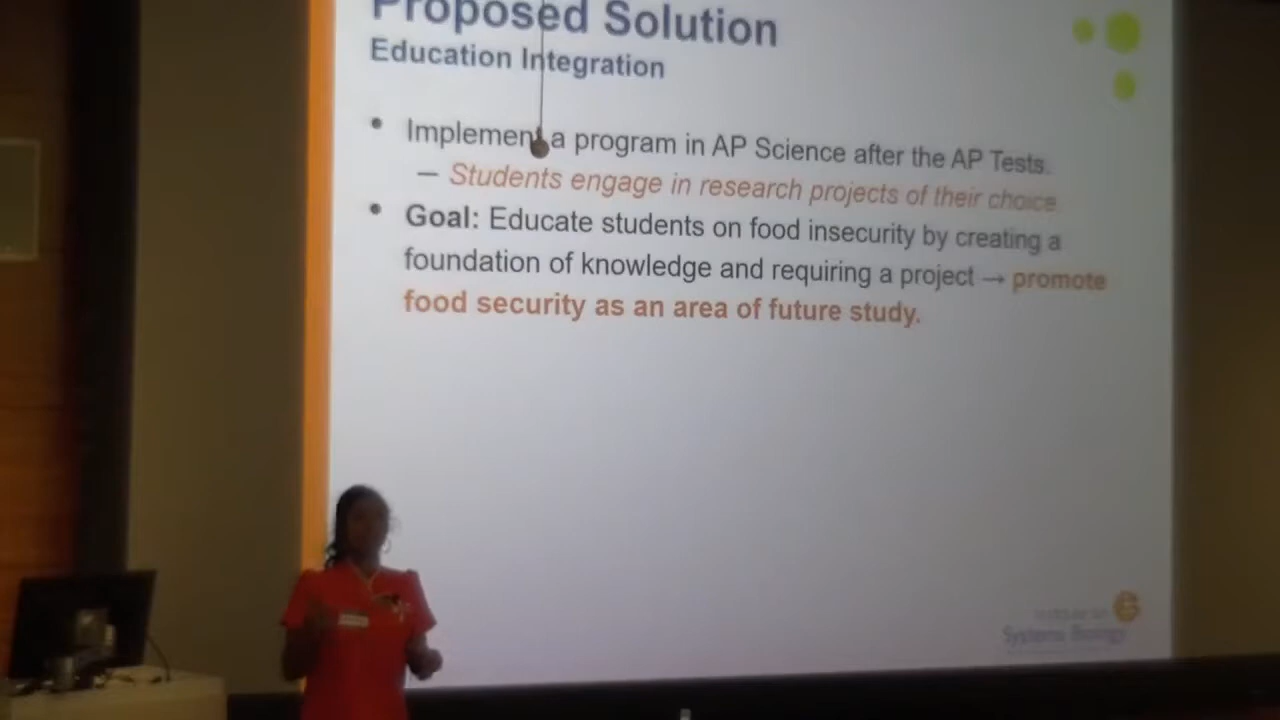 Proposed Solution
Education Integration
• Implement a program in AP Science after the AP Tests.
– Students engage in research projects of their choice.
• Goal: Educate students on food insecurity by creating a
foundation of knowledge and requiring a project → promote
food security as an area of future study.
Systems Biology